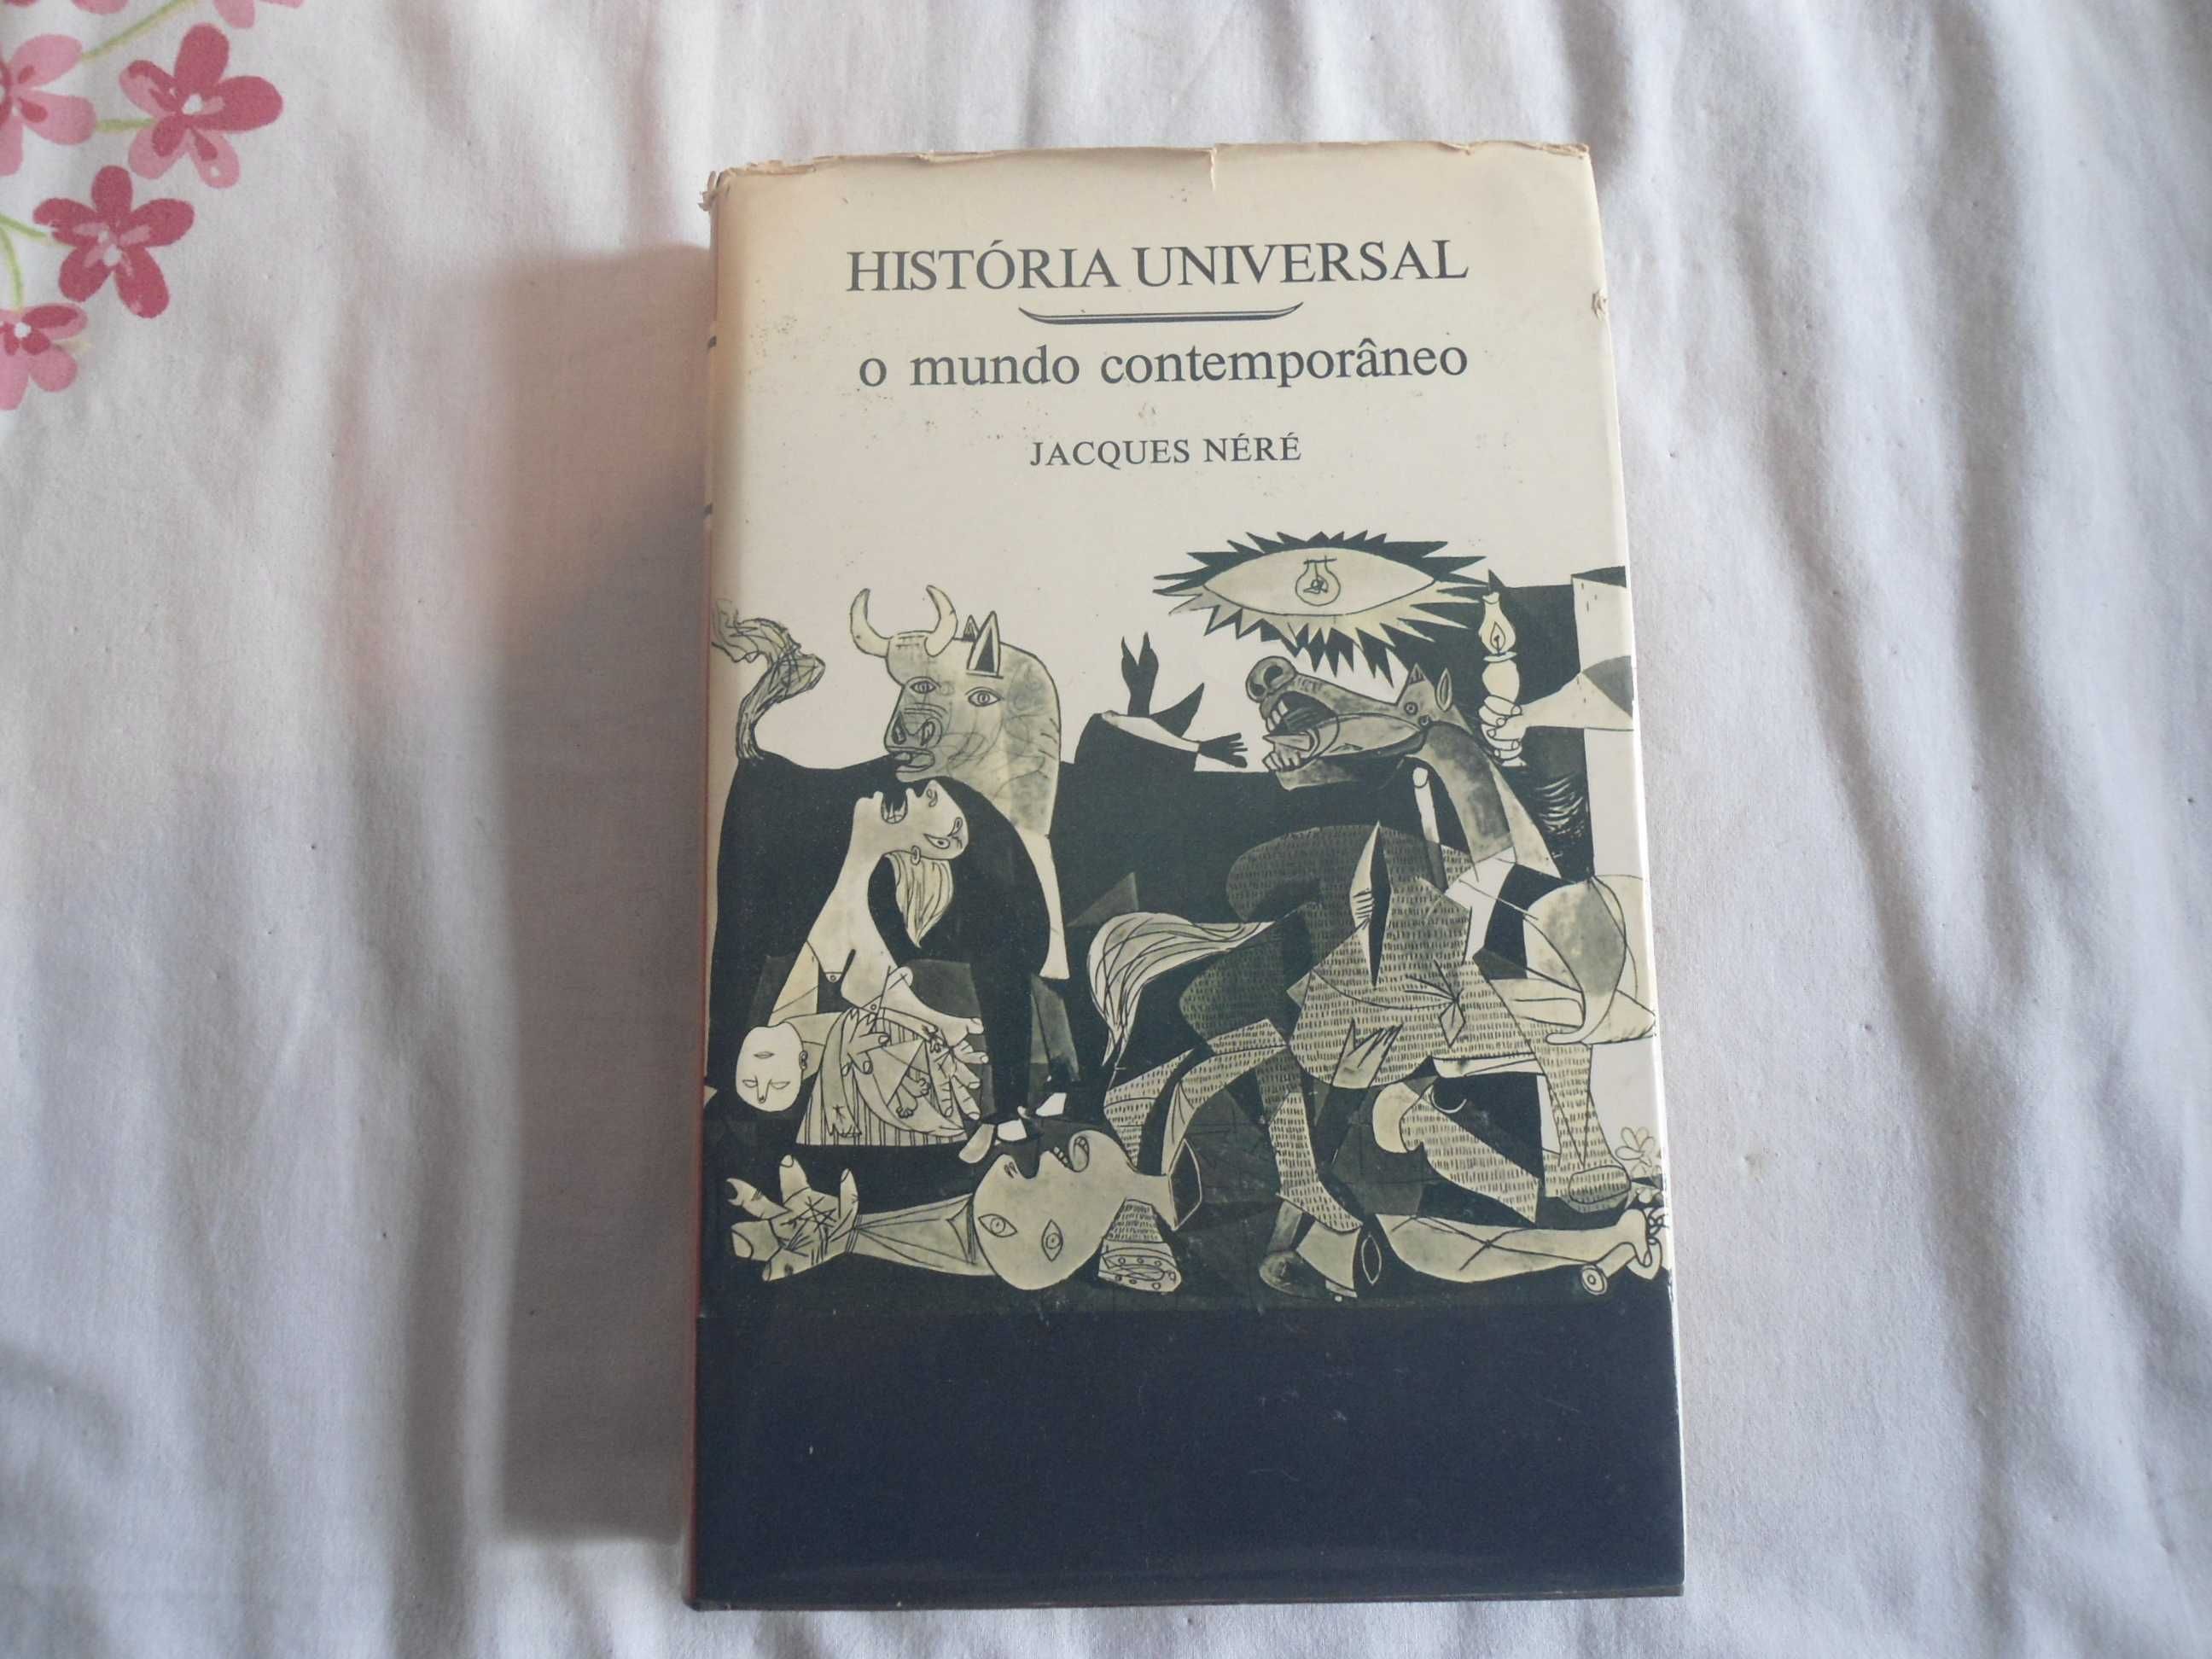 HISTÓRIA UNIVERSAL
o mundo contemporâneo
JACQUES NÉRÉ